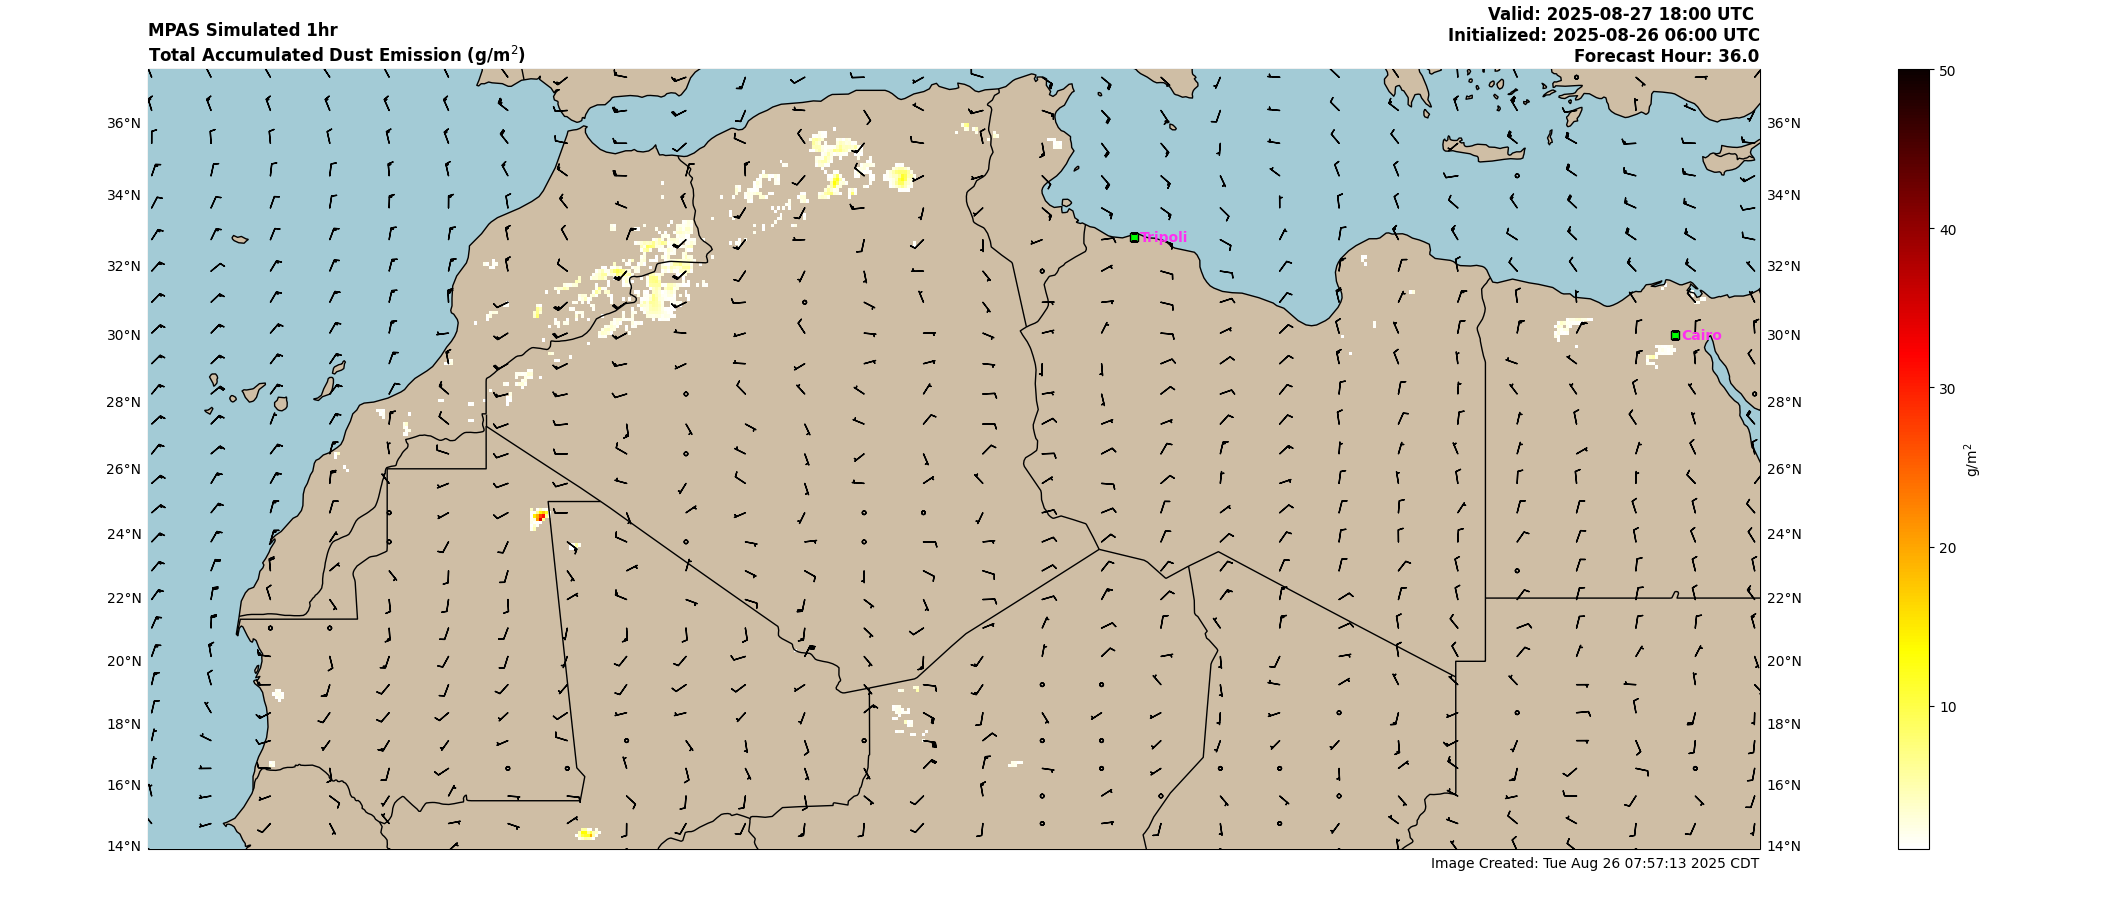 MPAS Simulated 1hr
Total Accumulated Dust Emission (g/m²)
Valid: 2025-08-27 18:00 UTC
Initialized: 2025-08-26 06:00 UTC
Forecast Hour: 36.0
36°N
34°N
32°N
30°N
28°N
26°N
24°N
22°N
20°N
18°N
16°N
14°N
Tripoli
Cairo
36°N
34°N
32°N
30°N
28°N
26°N
24°N
22°N
20°N
18°N
16°N
14°N
50
40
30
20
10
g/m²
Image Created: Tue Aug 26 07:57:13 2025 CDT